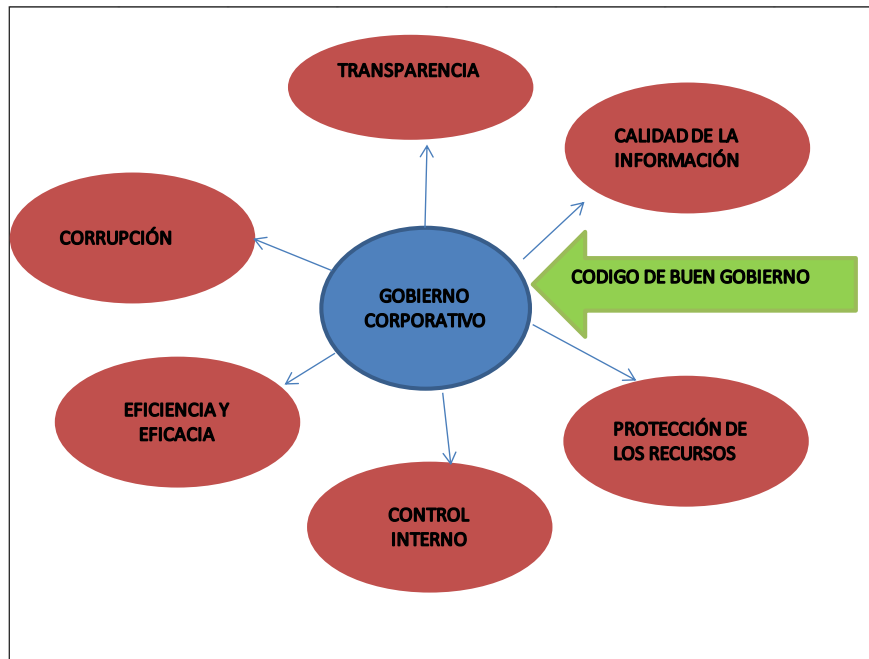 TRANSPARENCIA
CALIDAD DE LA
INFORMACIÓN
CORRUPCIÓN
CODIGO DE BUEN GOBIERNO
GOBIERNO
CORPORATIVO
EFICIENCIA Y
EFICACIA
PROTECCIÓN DE
LOS RECURSOS
CONTROL
INTERNO